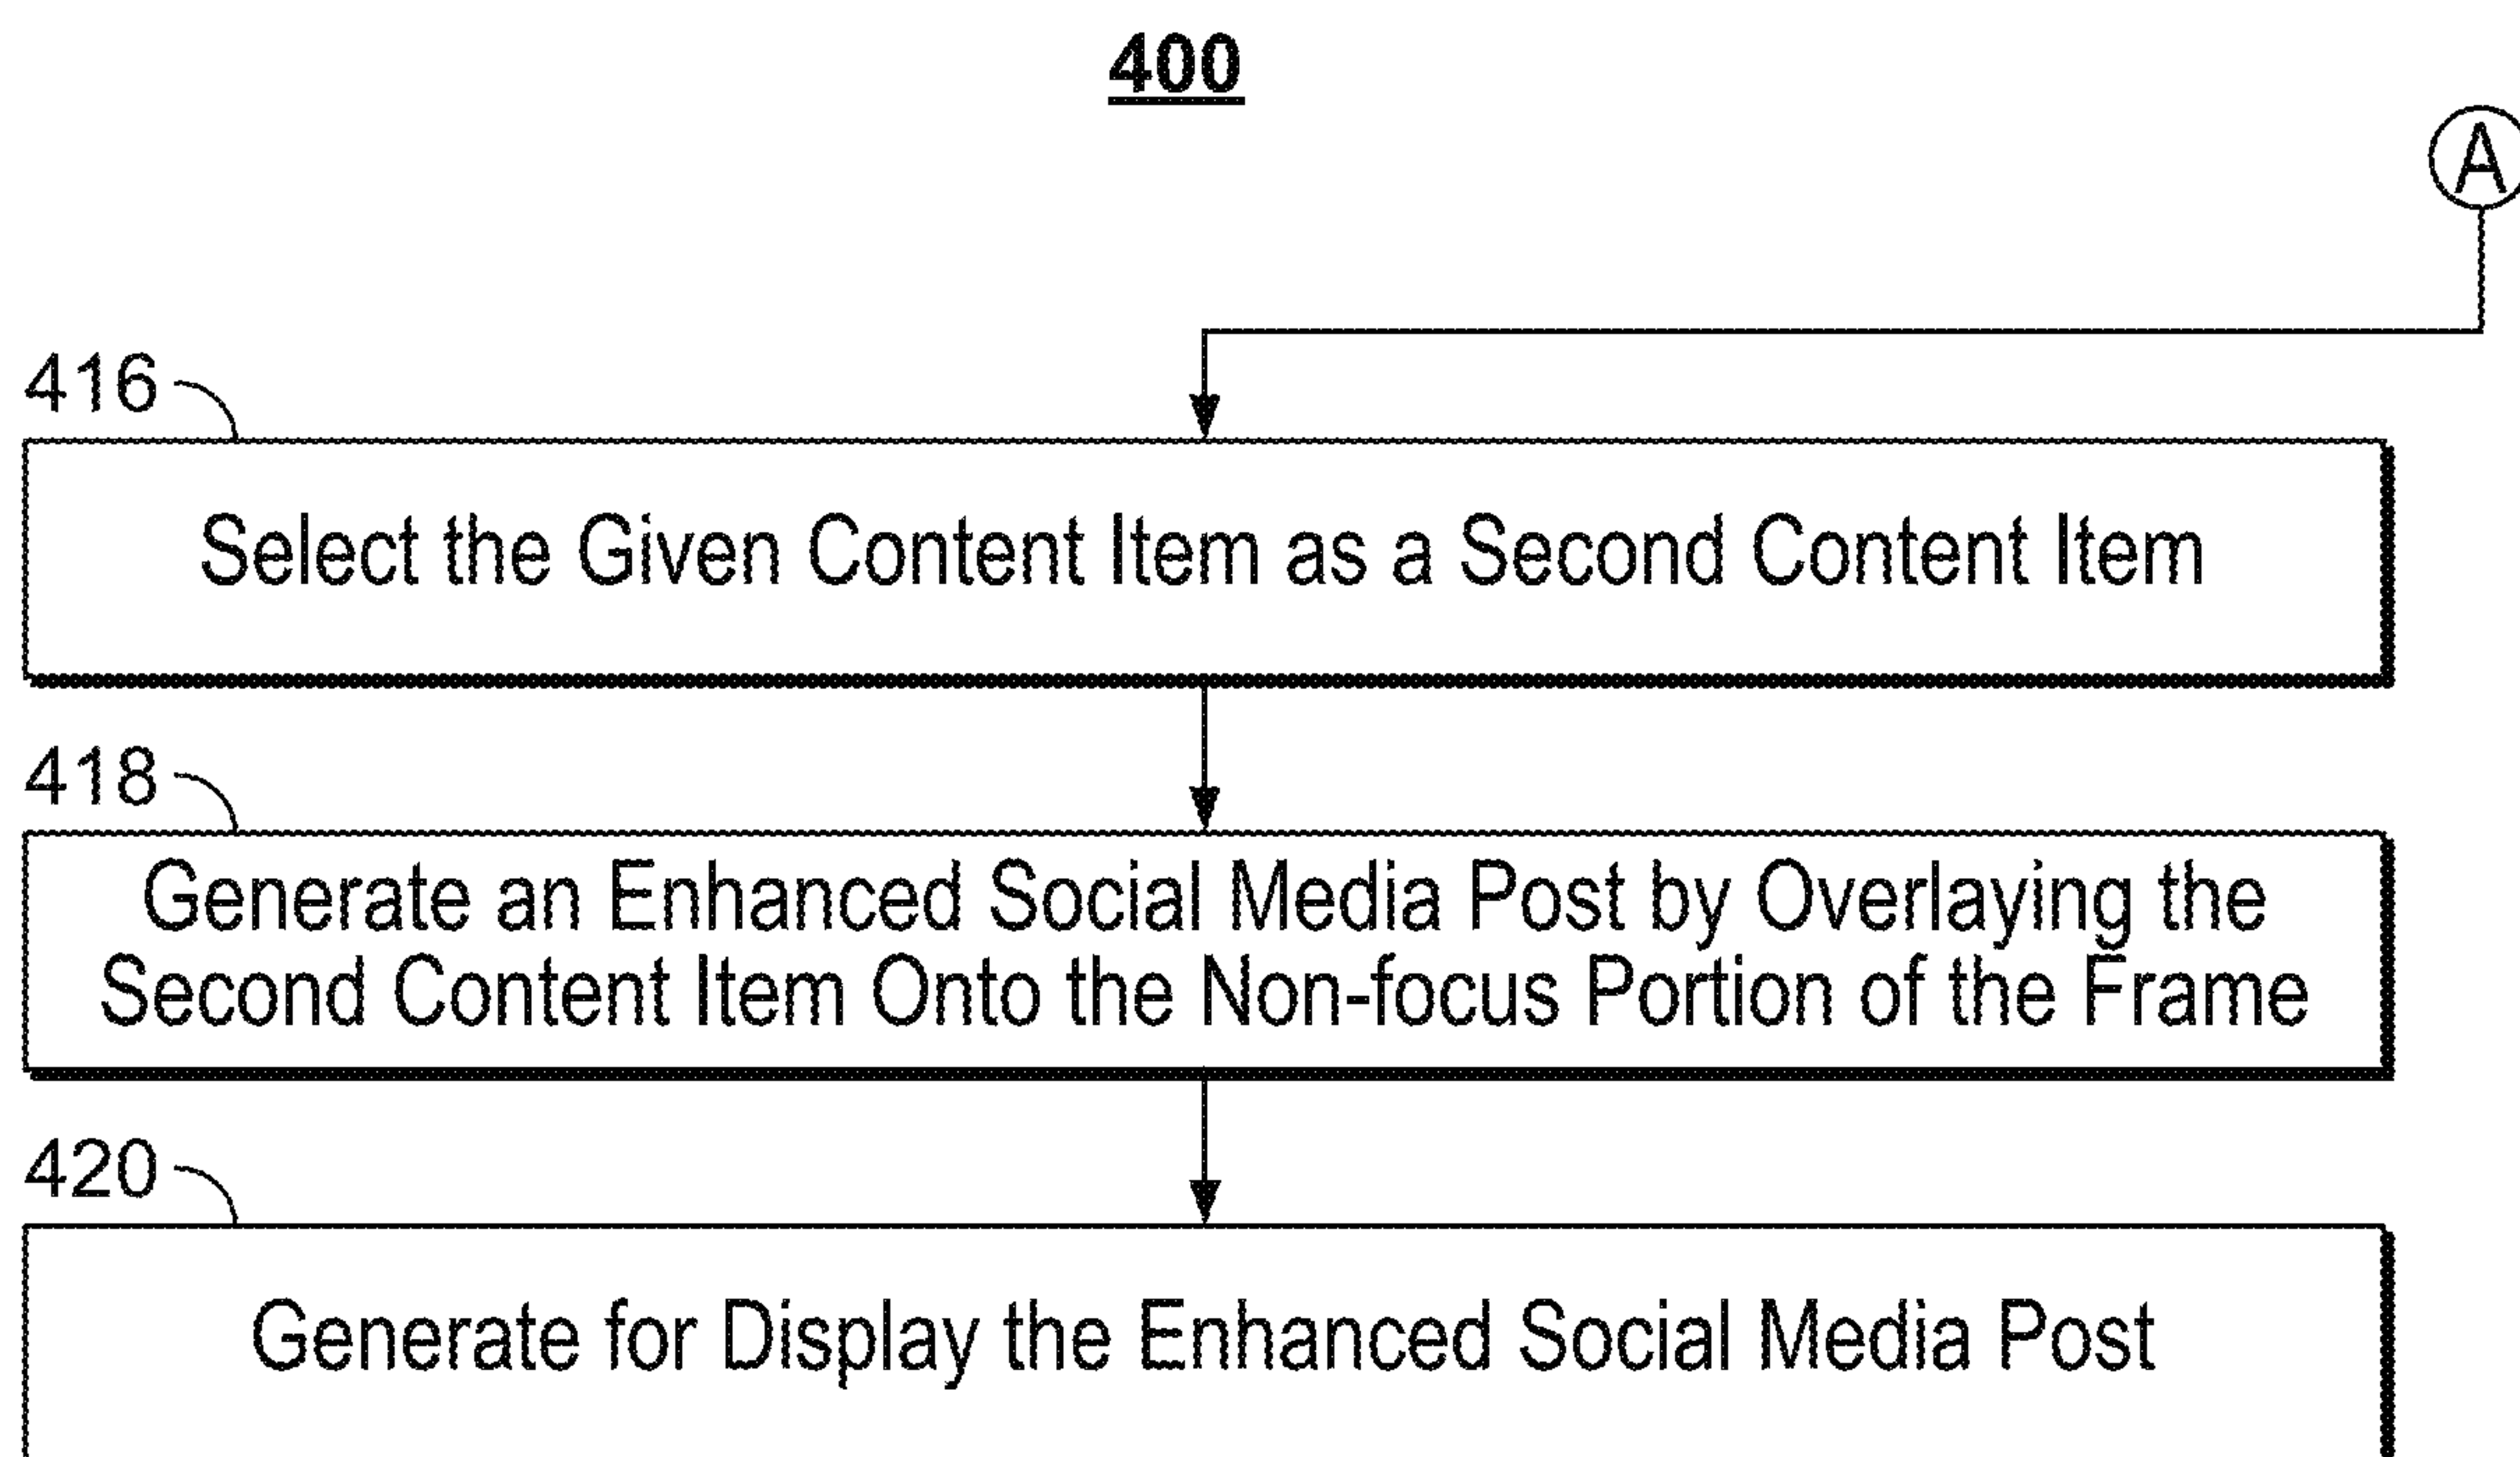 400
A
416
Select the Given Content Item as a Second Content Item
418
Generate an Enhanced Social Media Post by Overlaying the
Second Content Item Onto the Non-focus Portion of the Frame
420
Generate for Display the Enhanced Social Media Post